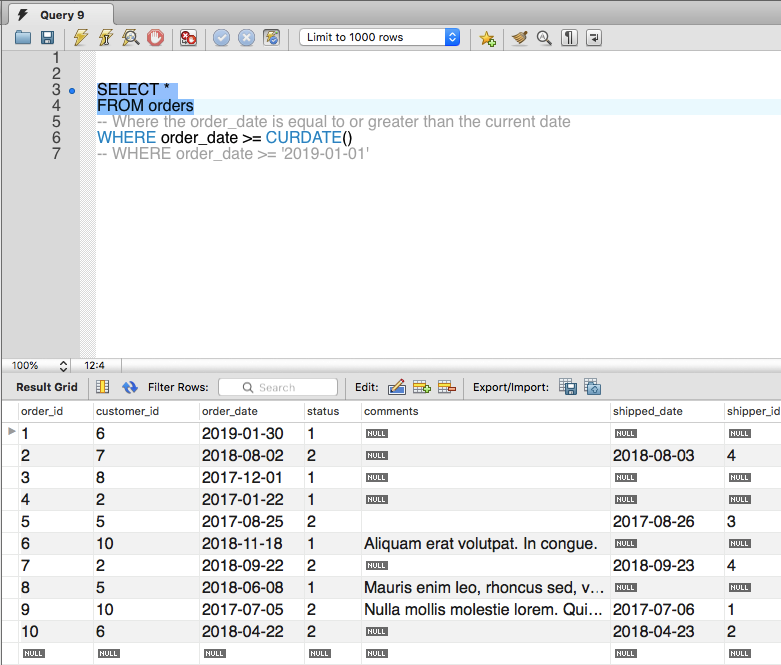 Query 9
Limit to 1000 rows
1
2
3 SELECT *
4 FROM orders
5 -- Where the order_date is equal to or greater than the current date
6 WHERE order_date >= CURDATE()
7 -- WHERE order_date >= '2019-01-01'
100% 12:4
Result Grid Filter Rows: Search Edit: Export/Import:
order_id customer_id order_date status comments shipped_date shipper_id
1 6 2019-01-30 1 NULL NULL NULL
2 7 2018-08-02 2 NULL 2018-08-03 4
3 8 2017-12-01 1 NULL NULL NULL
4 2 2017-01-22 1 NULL NULL NULL
5 5 2017-08-25 2 2017-08-26 3
6 10 2018-11-18 1 Aliquam erat volutpat. In congue. NULL NULL
7 2 2018-09-22 2 NULL 2018-09-23 4
8 5 2018-06-08 1 Mauris enim leo, rhoncus sed, v... NULL NULL
9 10 2017-07-05 2 Nulla mollis molestie lorem. Qui... 2017-07-06 1
10 6 2018-04-22 2 NULL 2018-04-23 2
NULL NULL NULL NULL NULL NULL NULL